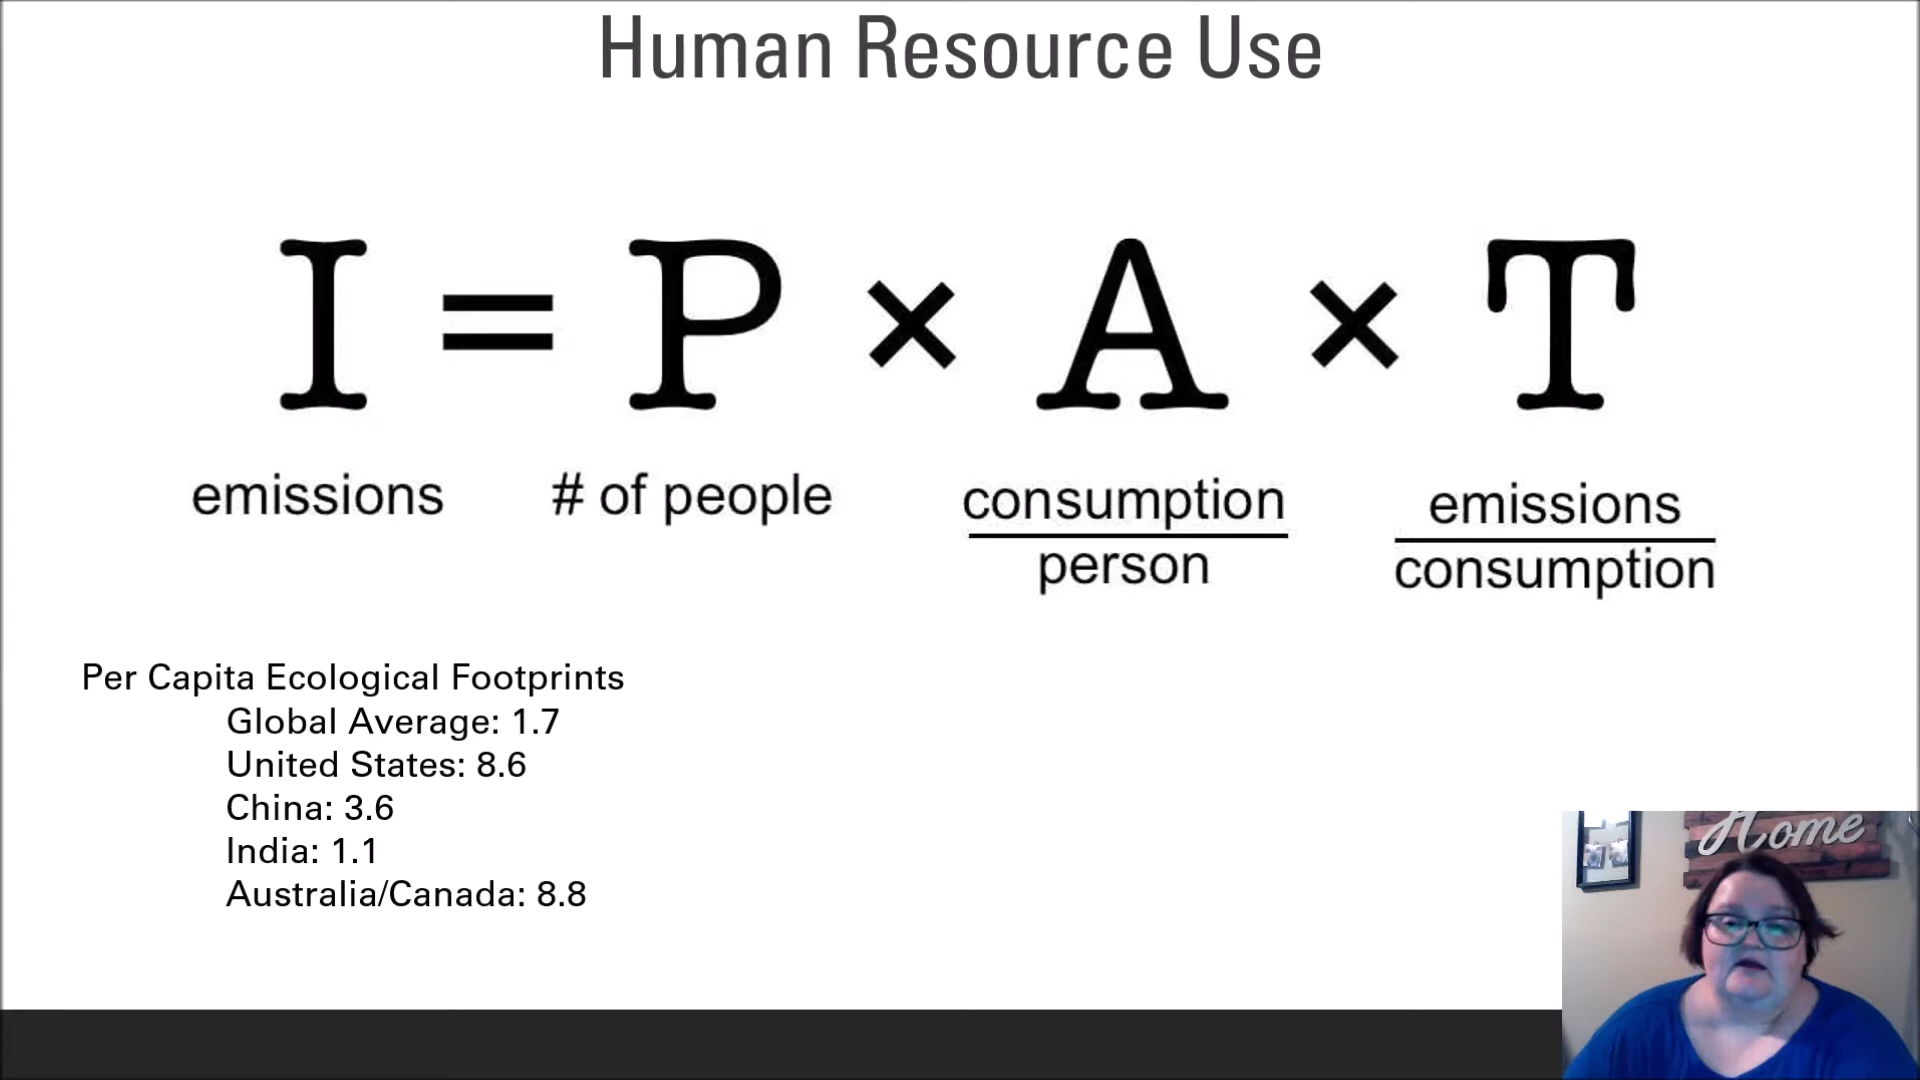 Human Resource Use
I = P × A × T
emissions # of people consumption emissions
person consumption
Per Capita Ecological Footprints
Global Average: 1.7
United States: 8.6
China: 3.6
India: 1.1
Australia/Canada: 8.8
Home